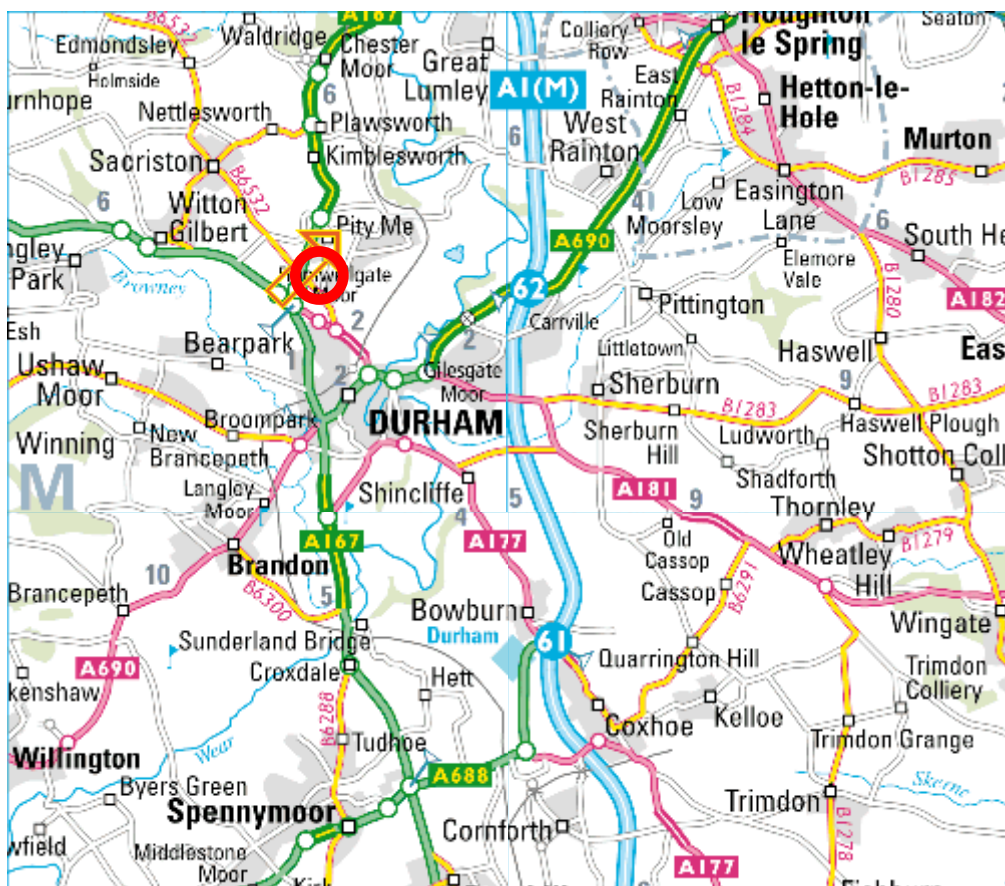 B6532
Waldridge
A167
Houghton
le Spring
Seaton
Edmondsley
Chester
Moor
Great
Lumley
Colliery
Row
Holmside
East
Rainton
A1(M)
Hetton-le-
Hole
urnhope
Nettlesworth
6
Plawsworth
6
West
Rainton
B1284
Murton
Sacriston
Kimblesworth
B6532
Easington
Lane
B1285
6
Witton
Gilbert
Pity Me
4
Low
Moorsley
6
South He
ngley
Park
A690
Elemore
Vale
Browney
62
Pittington
B1280
A182
Esh
2
Carrville
Bearpark
2
Littletown
Haswell
Eas
Ushaw
Moor
1
2
Gilesgate
Moor
Sherburn
9
B1283
B1283
Broompark
DURHAM
Haswell Plough
Winning
New
Brancepeth
Sherburn
Hill
Ludworth
Shotton Coll
M
Langley
Moor
Shincliffe
5
A181
9
Shadforth
Thornley
4
A167
A177
Old
Cassop
Wheatley
Hill
B1279
Brandon
10
B6300
5
Cassop
B6291
Brancepeth
Bowburn
Durham
61
Wingate
Sunderland Bridge
A690
Croxdale
Quarrington Hill
Trimdon
Colliery
kenshaw
Hett
B6288
Kelloe
Coxhoe
Willington
Wear
Tudhoe
Trimdon Grange
A688
Skerne
Byers Green
Trimdon
Spennymoor
Cornforth
B1278
wfield
Middlestone
Moor
A177
Kirk
6